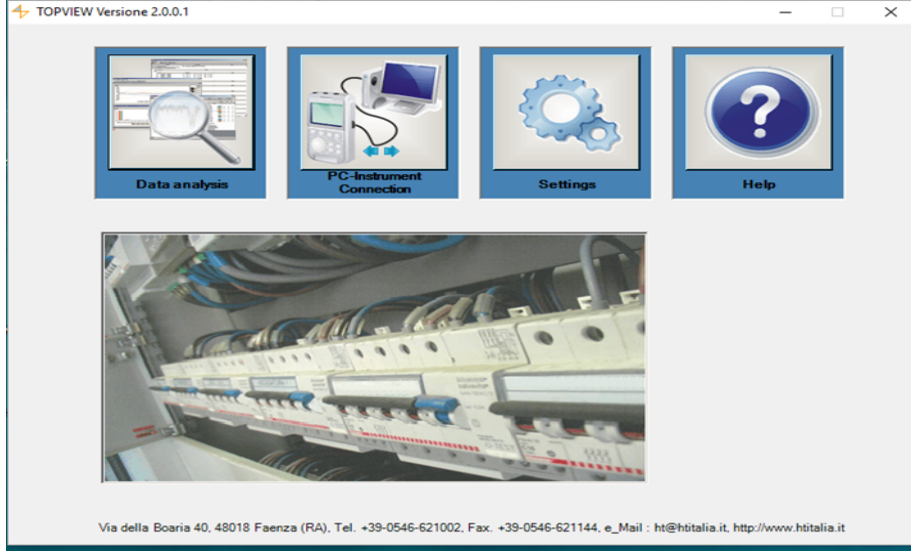 TOPVIEW Versione 2.0.0.1
Data analysis
PC-Instrument
Connection
Settings
Help
Via della Boaria 40, 48018 Faenza (RA), Tel. +39-0546-621002, Fax. +39-0546-621144, e_Mail : ht@htitalia.it, http://www.htitalia.it